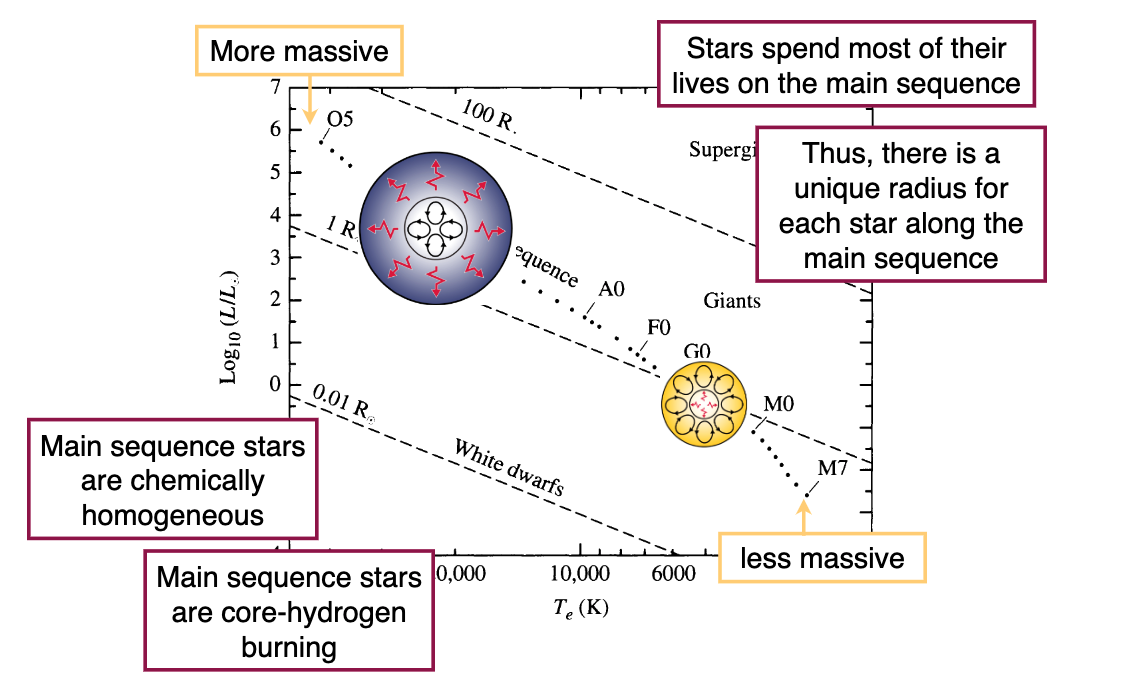 More massive
Stars spend most of their
lives on the main sequence
7
100 R.
O5
6
Supergi
Thus, there is a
unique radius for
each star along the
main sequence
5
4
1 R
3
equence
2
A0
Giants
F0
1
G0
Log10 (L/L☉)
0
0.01 R☉
M0
White dwarfs
M7
Main sequence stars
are chemically
homogeneous
less massive
Main sequence stars
are core-hydrogen
burning
0,000
10,000
6000
Te (K)